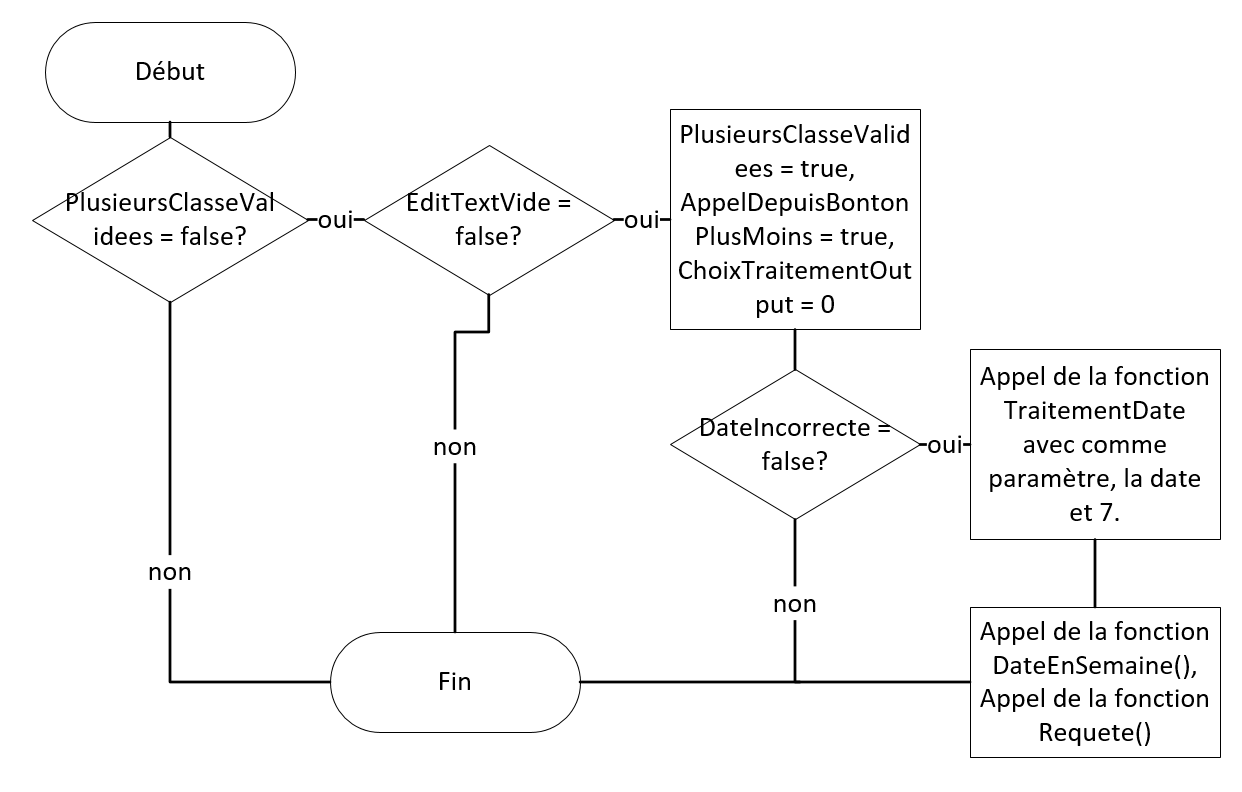 Début
PlusieursClasseVal
idees = false?
oui
EditTextVide =
false?
oui
PlusieursClasseValid
ees = true,
AppelDepuisBonton
PlusMoins = true,
ChoixTraitementOut
put = 0
DateIncorrecte =
false?
oui
Appel de la fonction
TraitementDate
avec comme
paramètre, la date
et 7.
non
non
non
Fin
Appel de la fonction
DateEnSemaine(),
Appel de la fonction
Requete()